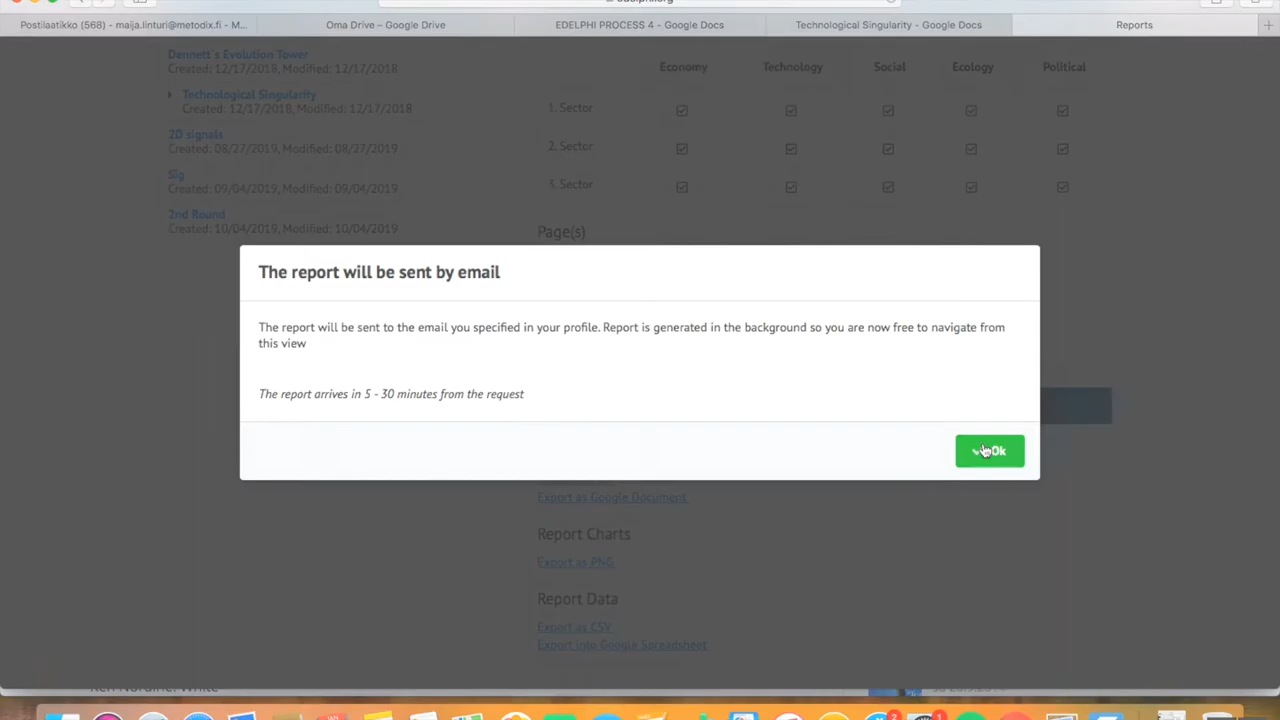 Postilaatikko (568) – maija.linturi@metodix.fi – M...
Oma Drive – Google Drive
EDELPHI PROCESS 4 - Google Docs
Technological Singularity - Google Docs
Reports
Dannett's Evolution Tower
Created: 12/17/2018, Modified: 12/17/2018
Technological Singularity
Created: 12/17/2018, Modified: 12/17/2018
2D signals
Created: 08/27/2019, Modified: 08/27/2019
Sig
Created: 09/04/2019, Modified: 09/04/2019
2nd Round
Created: 10/04/2019, Modified: 10/04/2019
Economy Technology Social Ecology Political
1. Sector
2. Sector
3. Sector
Page(s)
The report will be sent by email
The report will be sent to the email you specified in your profile. Report is generated in the background so you are now free to navigate from
this view
The report arrives in 5 - 30 minutes from the request
Ok
Export as Google Document
Report Charts
Export as PNG
Report Data
Export as CSV
Export into Google Spreadsheet